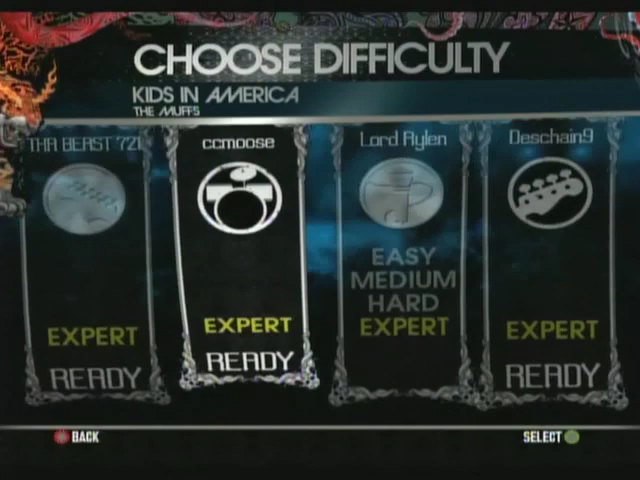 CHOOSE DIFFICULTY
KIDS IN AMERICA
THE MUFFS
THA BEAST 721
ccmoose
Lord Rylen
Deschain9
EASY
MEDIUM
HARD
EXPERT
EXPERT
EXPERT
EXPERT
READY
READY
READY
BACK
SELECT